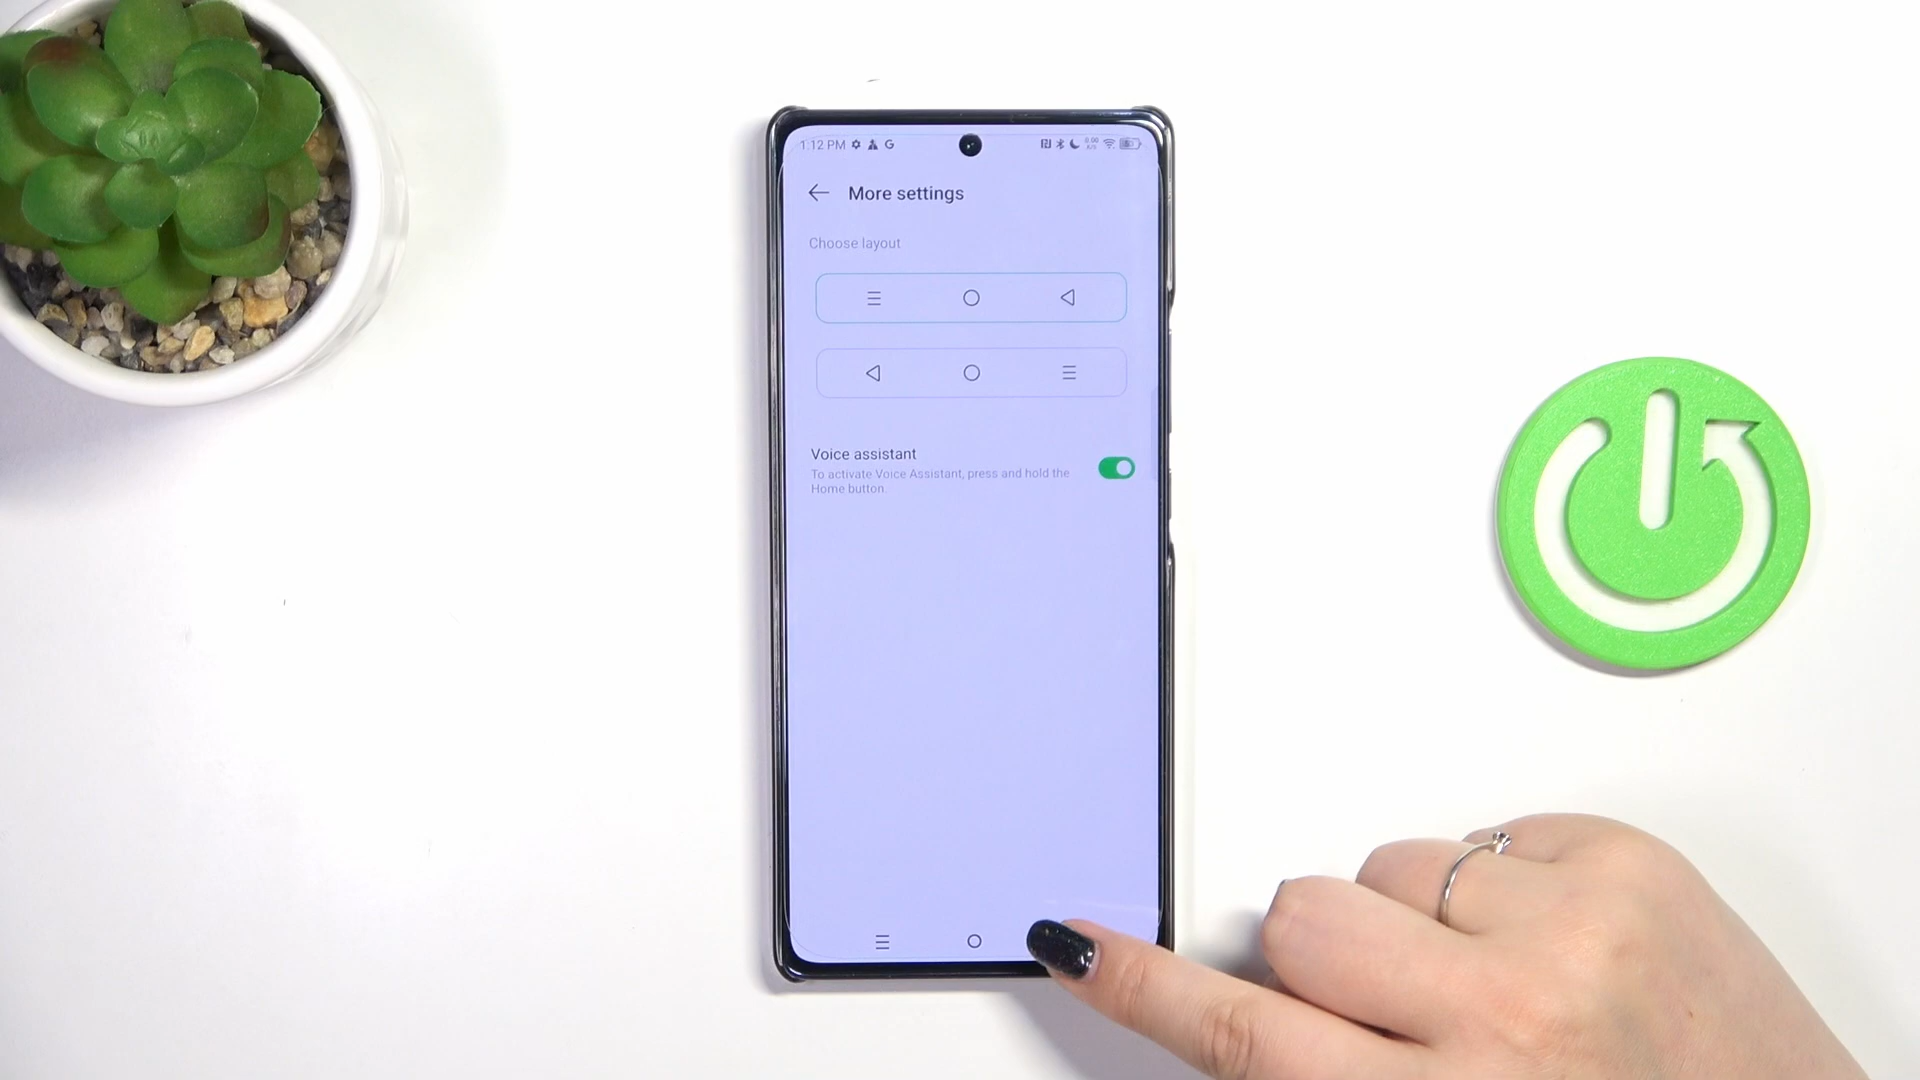 1:12 PM G
More settings
Choose layout
Voice assistant
To activate Voice Assistant, press and hold the
Home button.